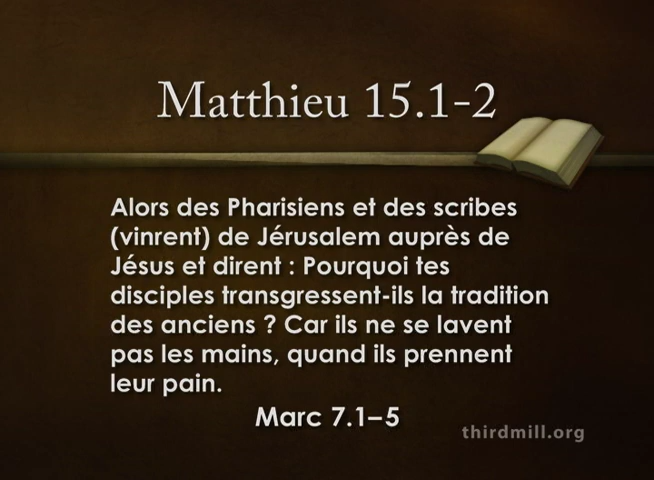 Matthieu 15.1-2
Alors des Pharisiens et des scribes
(vinrent) de Jérusalem auprès de
Jésus et dirent : Pourquoi tes
disciples transgressent-ils la tradition
des anciens ? Car ils ne se lavent
pas les mains, quand ils prennent
leur pain.
Marc 7.1–5
thirdmill.org